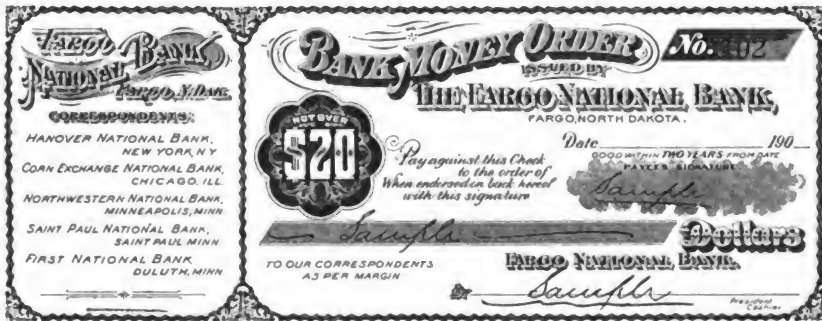 FARGO
NATIONAL BANK
FARGO, N. DAK.
CORRESPONDENTS:
HANOVER NATIONAL BANK,
NEW YORK, NY
CORN EXCHANGE NATIONAL BANK,
CHICAGO, ILL.
NORTHWESTERN NATIONAL BANK,
MINNEAPOLIS, MINN
SAINT PAUL NATIONAL BANK,
SAINT PAUL MINN
FIRST NATIONAL BANK
DULUTH, MINN
BANK MONEY ORDER
No.
ISSUED BY
THE FARGO NATIONAL BANK,
FARGO, NORTH DAKOTA.
Date 190
GOOD WITHIN TWO YEARS FROM DATE
PAYEE'S SIGNATURE
Sample
NOT OVER
$20
Pay against this Check
to the order of
When endorsed on back hereof
with this signature
Sample Dollars
TO OUR CORRESPONDENTS
AS PER MARGIN
FARGO NATIONAL BANK.
By Sample
President
Cashier